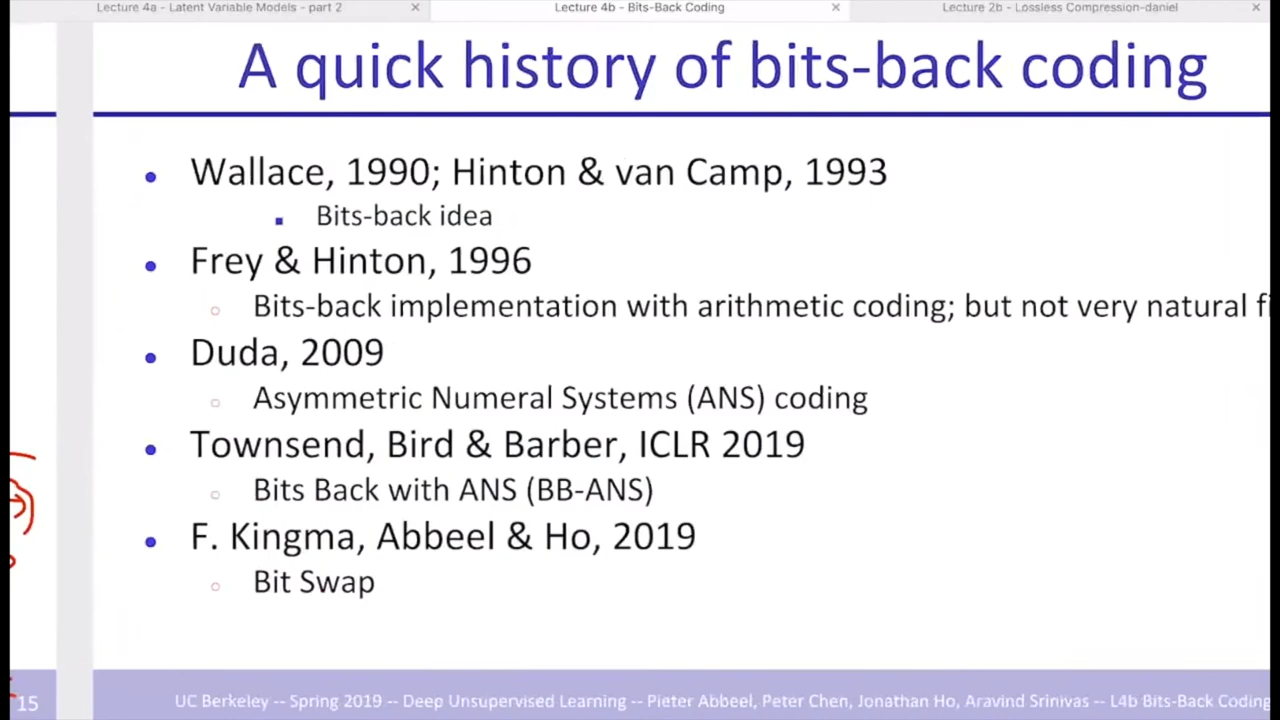 Lecture 4a - Latent Variable Models - part 2
Lecture 4b - Bits-Back Coding
Lecture 2b - Lossless Compression-daniel
A quick history of bits-back coding
Wallace, 1990; Hinton & van Camp, 1993
Bits-back idea
Frey & Hinton, 1996
Bits-back implementation with arithmetic coding; but not very natural
Duda, 2009
Asymmetric Numeral Systems (ANS) coding
Townsend, Bird & Barber, ICLR 2019
Bits Back with ANS (BB-ANS)
F. Kingma, Abbeel & Ho, 2019
Bit Swap
15
UC Berkeley -- Spring 2019 -- Deep Unsupervised Learning -- Pieter Abbeel, Peter Chen, Jonathan Ho, Aravind Srinivas -- L4b Bits-Back Coding